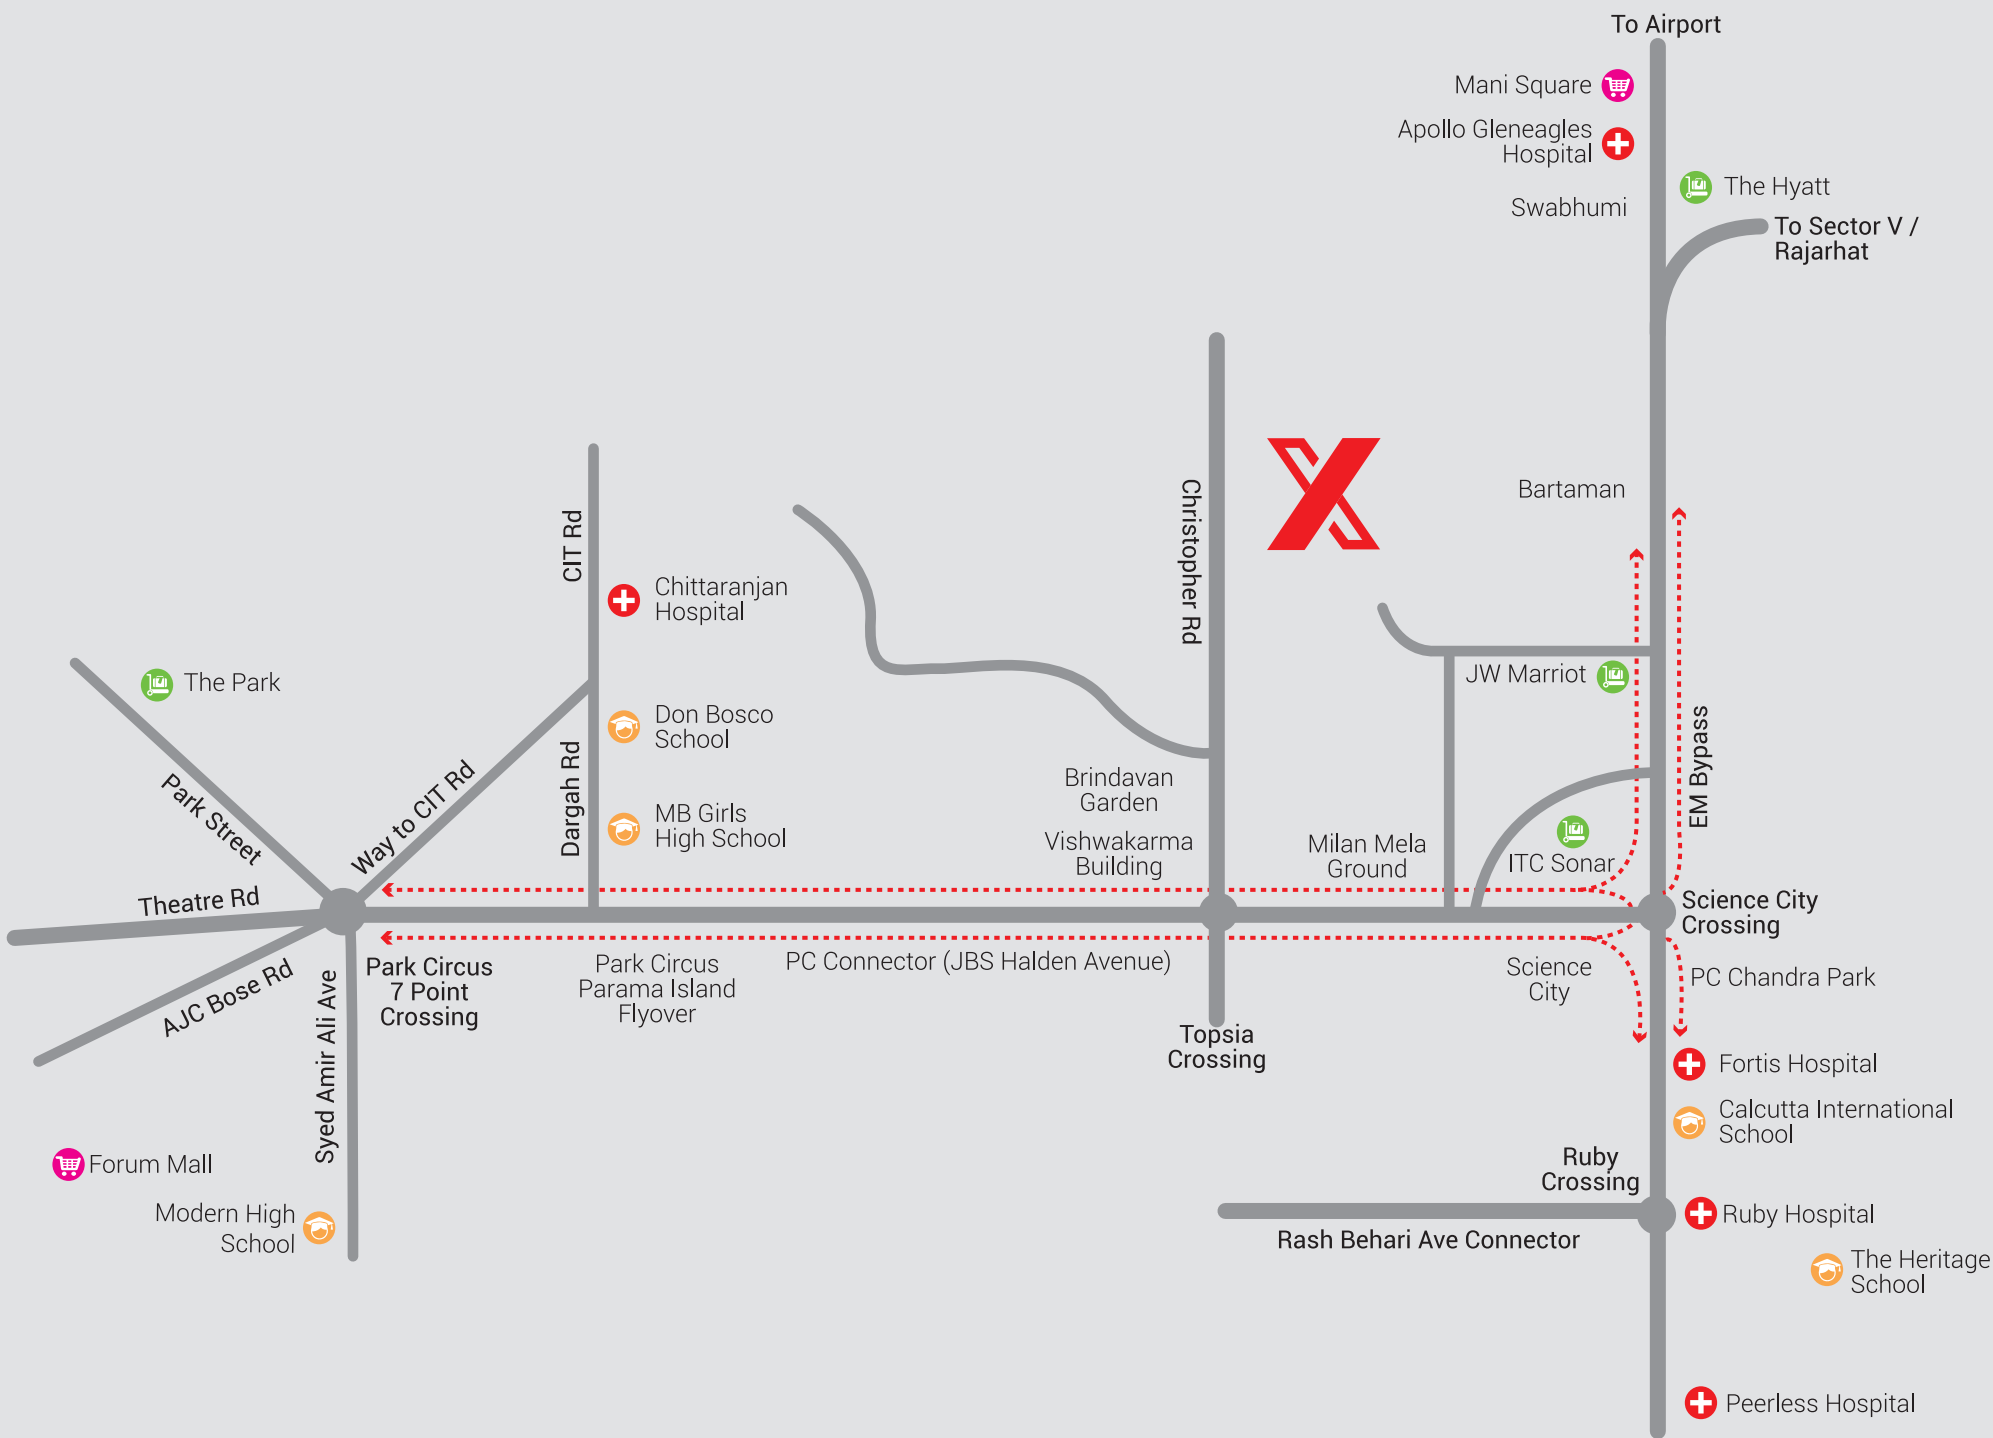 To Airport
Mani Square
Apollo Gleneagles
Hospital
The Hyatt
Swabhumi
To Sector V /
Rajarhat
Christopher Rd
Bartaman
CIT Rd
Chittaranjan
Hospital
The Park
JW Marriot
Don Bosco
School
EM Bypass
Park Street
Way to CIT Rd
Dargah Rd
MB Girls
High School
Brindavan
Garden
Vishwakarma
Building
Milan Mela
Ground
ITC Sonar
Theatre Rd
Science City
Crossing
AJC Bose Rd
Syed Amir Ali Ave
Park Circus
7 Point
Crossing
Park Circus
Parama Island
Flyover
PC Connector (JBS Halden Avenue)
Science
City
PC Chandra Park
Topsia
Crossing
Fortis Hospital
Calcutta International
School
Forum Mall
Modern High
School
Ruby
Crossing
Ruby Hospital
Rash Behari Ave Connector
The Heritage
School
Peerless Hospital